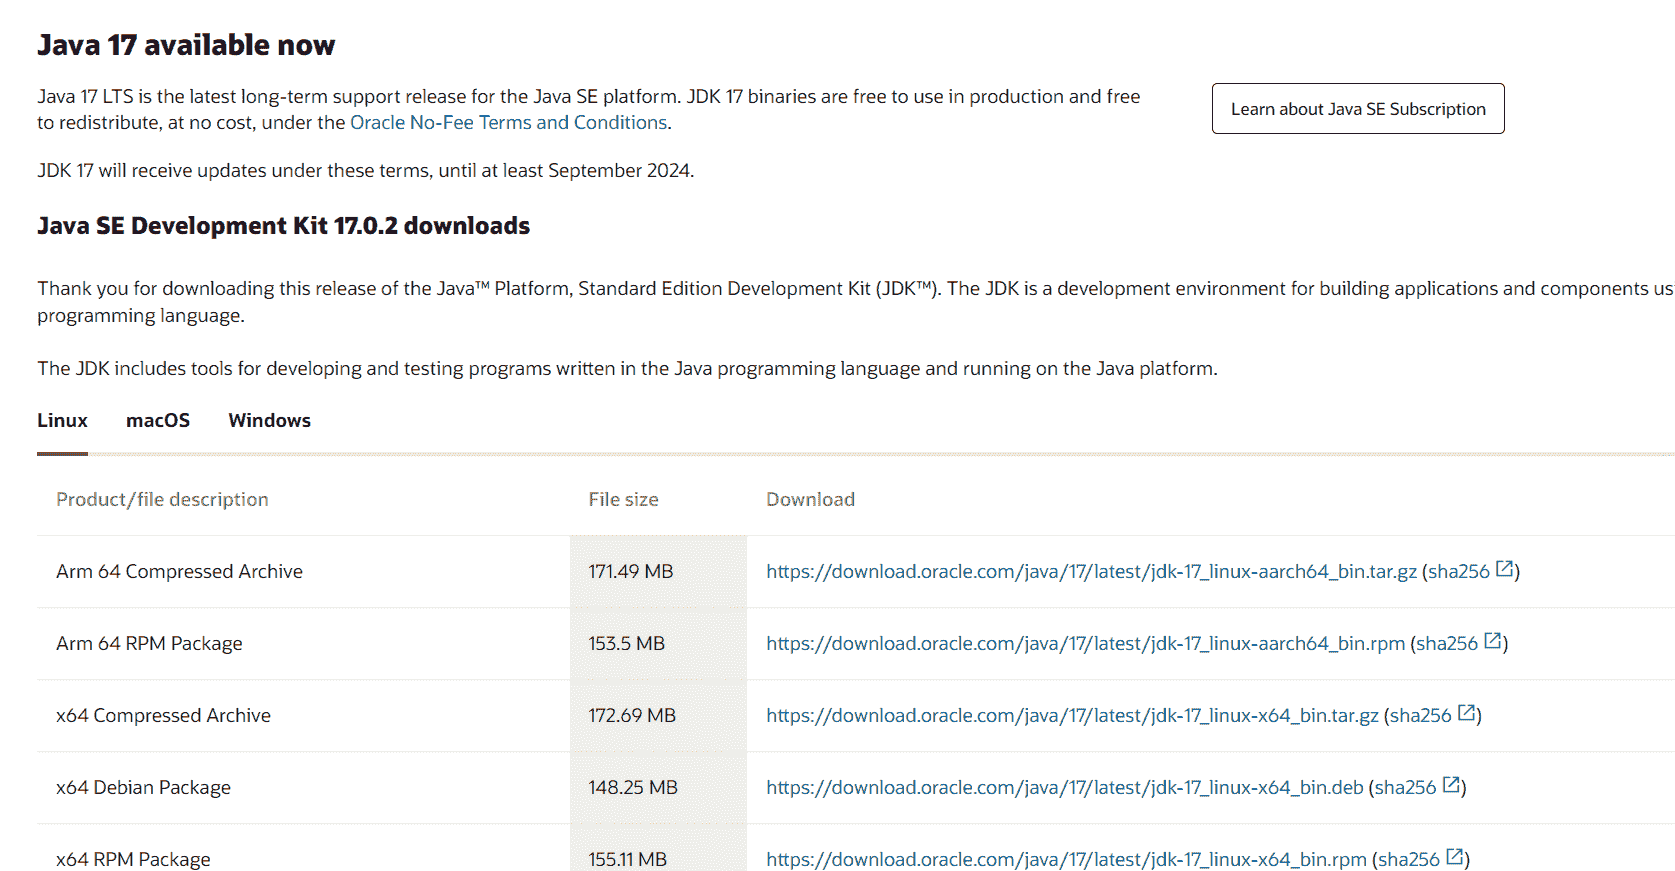 Java 17 available now
Java 17 LTS is the latest long-term support release for the Java SE platform. JDK 17 binaries are free to use in production and free
to redistribute, at no cost, under the Oracle No-Fee Terms and Conditions.
Learn about Java SE Subscription
JDK 17 will receive updates under these terms, until at least September 2024.
Java SE Development Kit 17.0.2 downloads
Thank you for downloading this release of the Java™ Platform, Standard Edition Development Kit (JDK™). The JDK is a development environment for building applications and components us
programming language.
The JDK includes tools for developing and testing programs written in the Java programming language and running on the Java platform.
Linux macOS Windows
Product/file description File size Download
Arm 64 Compressed Archive 171.49 MB https://download.oracle.com/java/17/latest/jdk-17_linux-aarch64_bin.tar.gz (sha256)
Arm 64 RPM Package 153.5 MB https://download.oracle.com/java/17/latest/jdk-17_linux-aarch64_bin.rpm (sha256)
x64 Compressed Archive 172.69 MB https://download.oracle.com/java/17/latest/jdk-17_linux-x64_bin.tar.gz (sha256)
x64 Debian Package 148.25 MB https://download.oracle.com/java/17/latest/jdk-17_linux-x64_bin.deb (sha256)
x64 RPM Package 155.11 MB https://download.oracle.com/java/17/latest/jdk-17_linux-x64_bin.rpm (sha256)